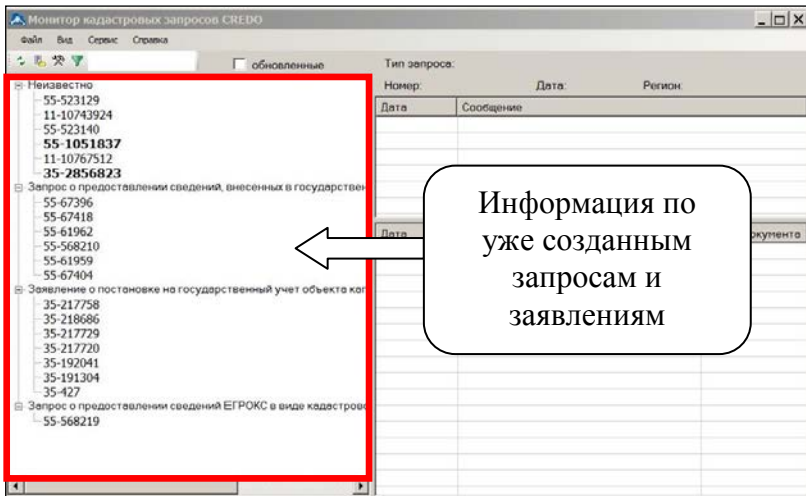 Монитор кадастровых запросов CREDO
Файл Вид Сервис Справка
обновленные
Тип запроса:
Номер: Дата: Регион:
Дата Сообщение
Неизвестно
55-523129
11-10743924
55-523140
55-1051837
11-10767512
35-2856823
Запрос о предоставлении сведений, внесенных в государствен
55-67396
55-67418
55-61962
55-568210
55-61959
55-67404
Заявление о постановке на государственный учет объекта кап
35-217758
35-218686
35-217729
35-217720
35-192041
35-191304
35-427
Запрос о предоставлении сведений ЕГРОКС в виде кадастрово
55-568219
Дата
окумента
Информация по
уже созданным
запросам и
заявлениям